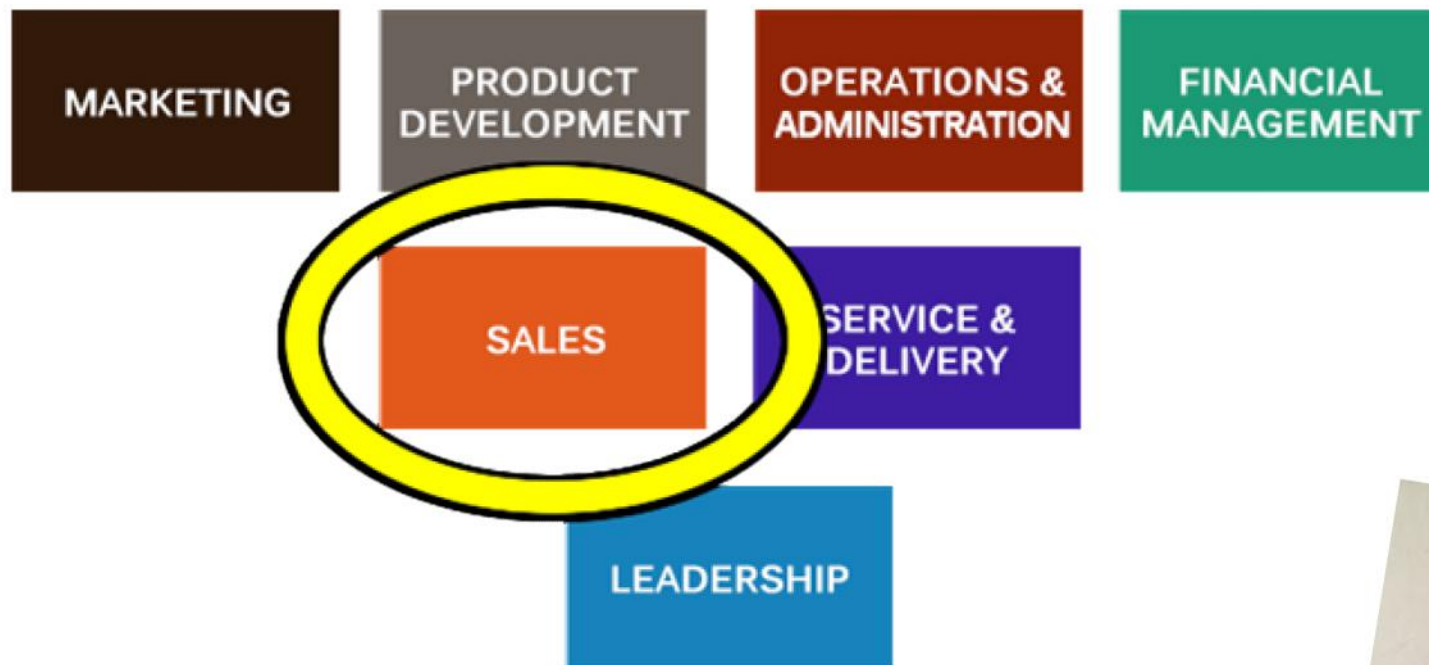 MARKETING
PRODUCT
DEVELOPMENT
OPERATIONS &
ADMINISTRATION
FINANCIAL
MANAGEMENT
SALES
SERVICE &
DELIVERY
LEADERSHIP